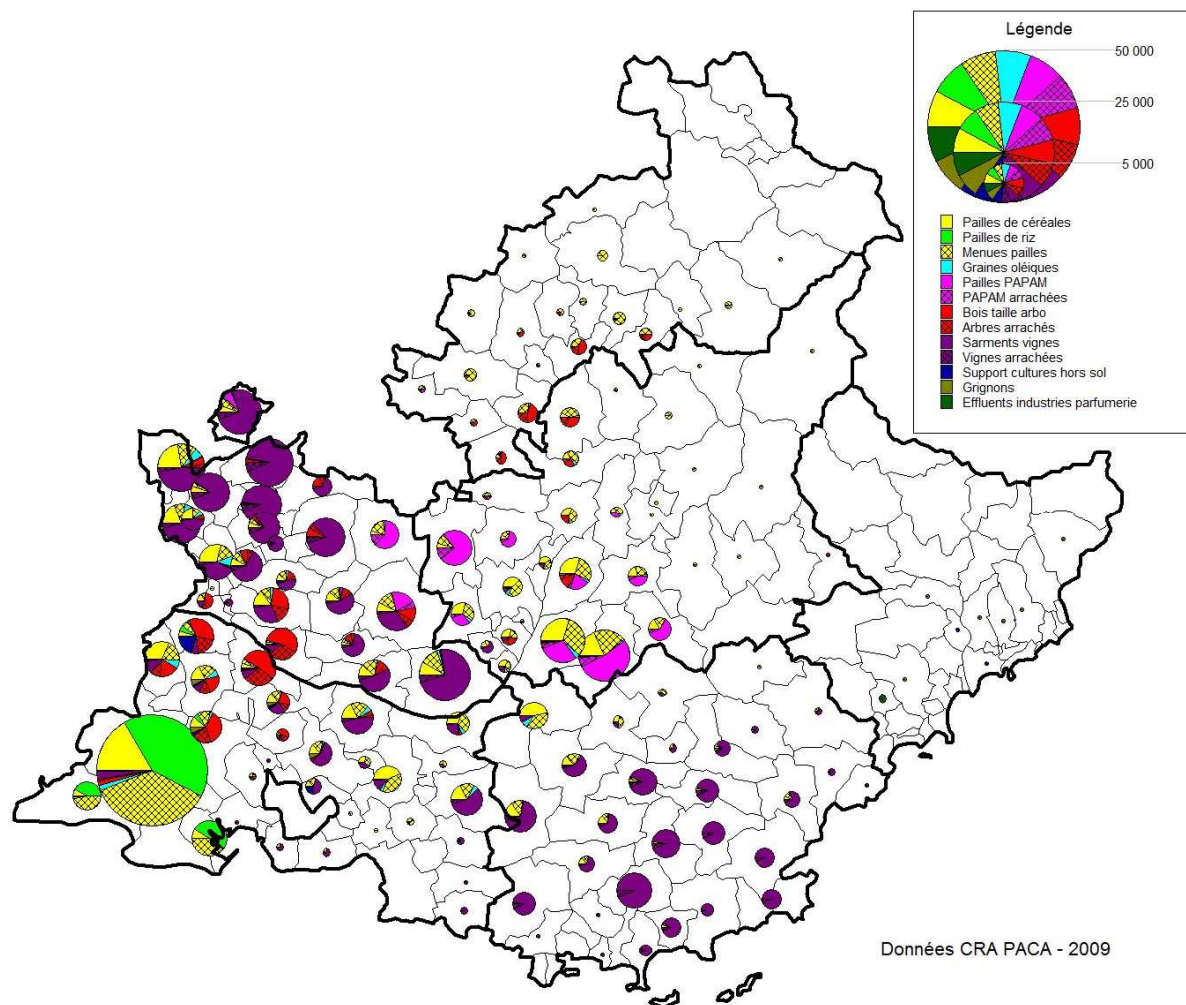 Légende
50 000
25 000
5 000
Pailles de céréales
Pailles de riz
Menues pailles
Graines oléiques
Pailles PAPAM
PAPAM arrachées
Bois taille arbo
Arbres arrachés
Sarments vignes
Vignes arrachées
Support cultures hors sol
Grignons
Effluents industries parfumerie
Données CRA PACA - 2009